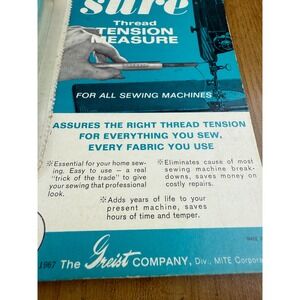 sure
Thread
TENSION
MEASURE
FOR ALL SEWING MACHINES
ASSURES THE RIGHT THREAD TENSION
FOR EVERYTHING YOU SEW,
EVERY FABRIC YOU USE
※Essential for your home sew-
ing. Easy to use — a real
"trick of the trade" to give
your sewing that professional
look.
※Eliminates cause of most
sewing machine break-
downs, saves money on
costly repairs.
※Adds years of life to your
present machine, saves
hours of time and temper.
1967 The Greist COMPANY, Div., MITE Corpora